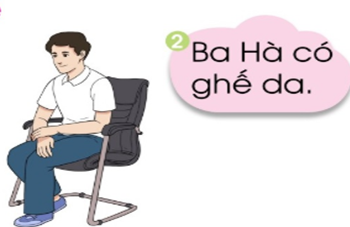 2
Ba Hà có
ghế da.